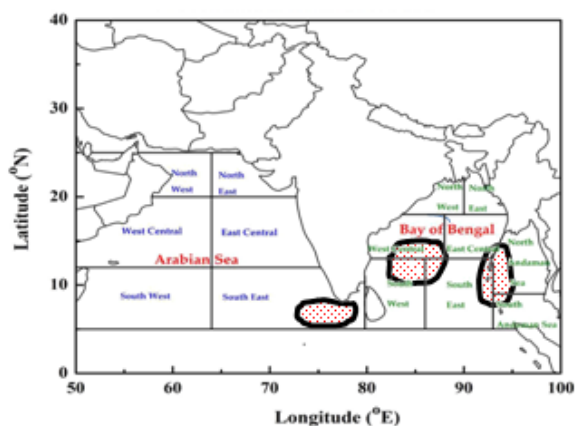 40
30
20
10
0
Latitude (°N)
North
West
North
East
West Central
East Central
Arabian Sea
South West
South East
North
West
North
East
Bay of Bengal
West Central
East Central
South
West
South
East
North
Andaman
Sea
South
Andaman Sea
50 60 70 80 90 100
Longitude (°E)